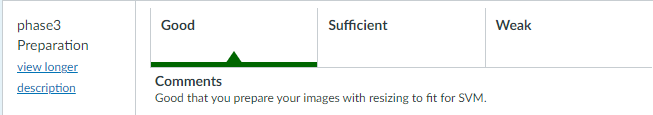 phase3
Preparation
view longer
description
Good
Sufficient
Weak
Comments
Good that you prepare your images with resizing to fit for SVM.